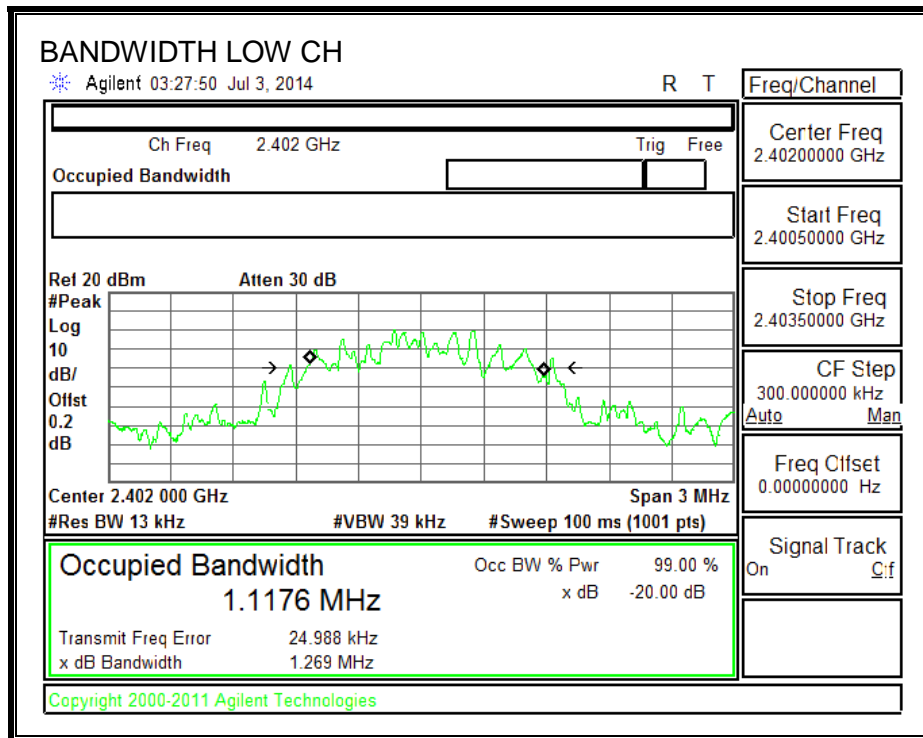 BANDWIDTH LOW CH
Agilent 03:27:50 Jul 3, 2014 R T
Freq/Channel
Ch Freq 2.402 GHz Trig Free
Occupied Bandwidth
Center Freq
2.40200000 GHz
Start Freq
2.40050000 GHz
Stop Freq
2.40350000 GHz
CF Step
300.000000 kHz
Auto Man
Freq Offset
0.00000000 Hz
Signal Track
On Off
Ref 20 dBm Atten 30 dB
#Peak
Log
10
dB/
Offst
0.2
dB
Center 2.402 000 GHz Span 3 MHz
#Res BW 13 kHz #VBW 39 kHz #Sweep 100 ms (1001 pts)
Occupied Bandwidth Occ BW % Pwr 99.00 %
1.1176 MHz x dB -20.00 dB
Transmit Freq Error 24.988 kHz
x dB Bandwidth 1.269 MHz
Copyright 2000-2011 Agilent Technologies